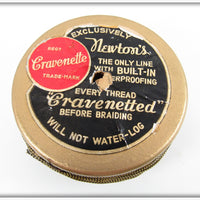 EXCLUSIVELY
Newton's
THE ONLY LINE
WITH BUILT-IN
WATERPROOFING
REGT
Cravenette
TRADE-MARK
EVERY THREAD
"Cravenetted"
BEFORE BRAIDING
WILL NOT WATER-LOG